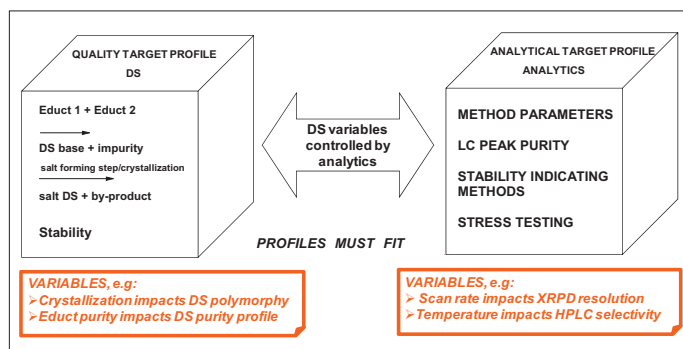 QUALITY TARGET PROFILE
DS
Educt 1 + Educt 2
DS base + impurity
salt forming step/crystallization
salt DS + by-product
Stability
DS variables
controlled by
analytics
PROFILES MUST FIT
ANALYTICAL TARGET PROFILE
ANALYTICS
METHOD PARAMETERS
LC PEAK PURITY
STABILITY INDICATING
METHODS
STRESS TESTING
VARIABLES, e.g:
➢Crystallization impacts DS polymorphy
➢Educt purity impacts DS purity profile
VARIABLES, e.g:
➢ Scan rate impacts XRPD resolution
➢Temperature impacts HPLC selectivity